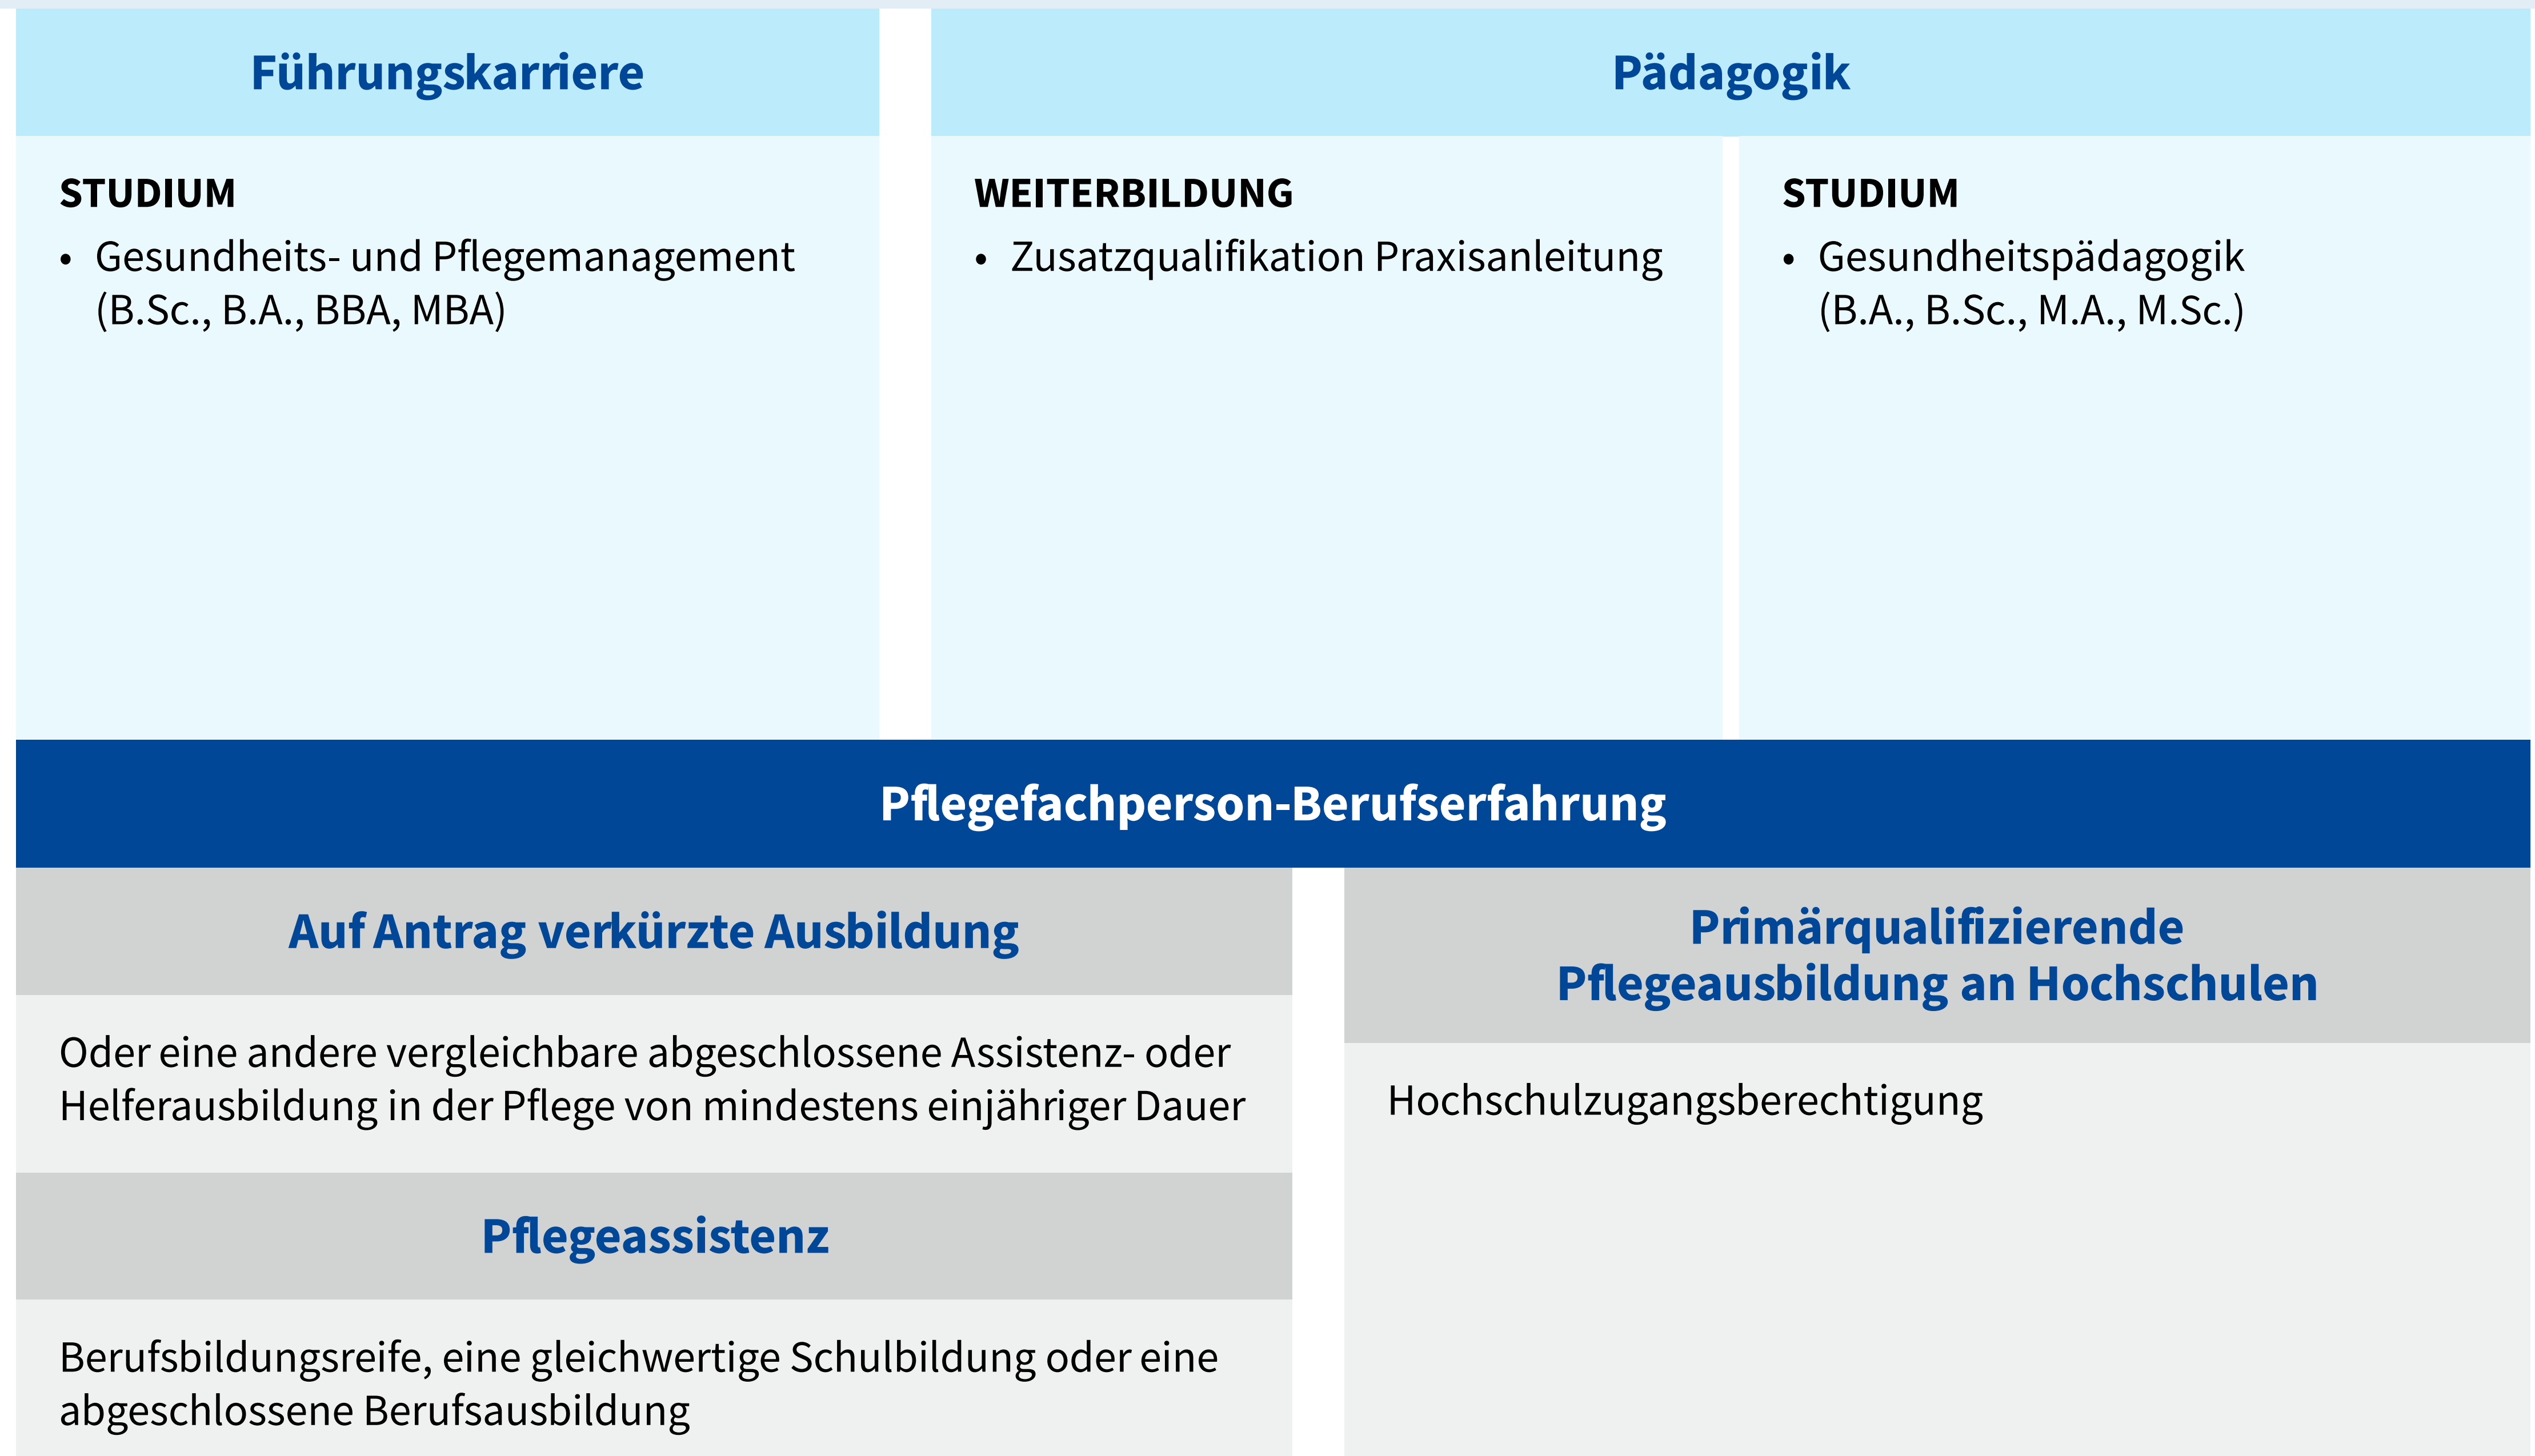 Führungskarriere
STUDIUM
• Gesundheits- und Pflegemanagement
(B.Sc., B.A., BBA, MBA)
Pädagogik
WEITERBILDUNG
• Zusatzqualifikation Praxisanleitung
STUDIUM
• Gesundheitspädagogik
(B.A., B.Sc., M.A., M.Sc.)
Pflegefachperson-Berufserfahrung
Auf Antrag verkürzte Ausbildung
Oder eine andere vergleichbare abgeschlossene Assistenz- oder
Helferausbildung in der Pflege von mindestens einjähriger Dauer
Pflegeassistenz
Berufsbildungsreife, eine gleichwertige Schulbildung oder eine
abgeschlossene Berufsausbildung
Primärqualifizierende
Pflegeausbildung an Hochschulen
Hochschulzugangsberechtigung